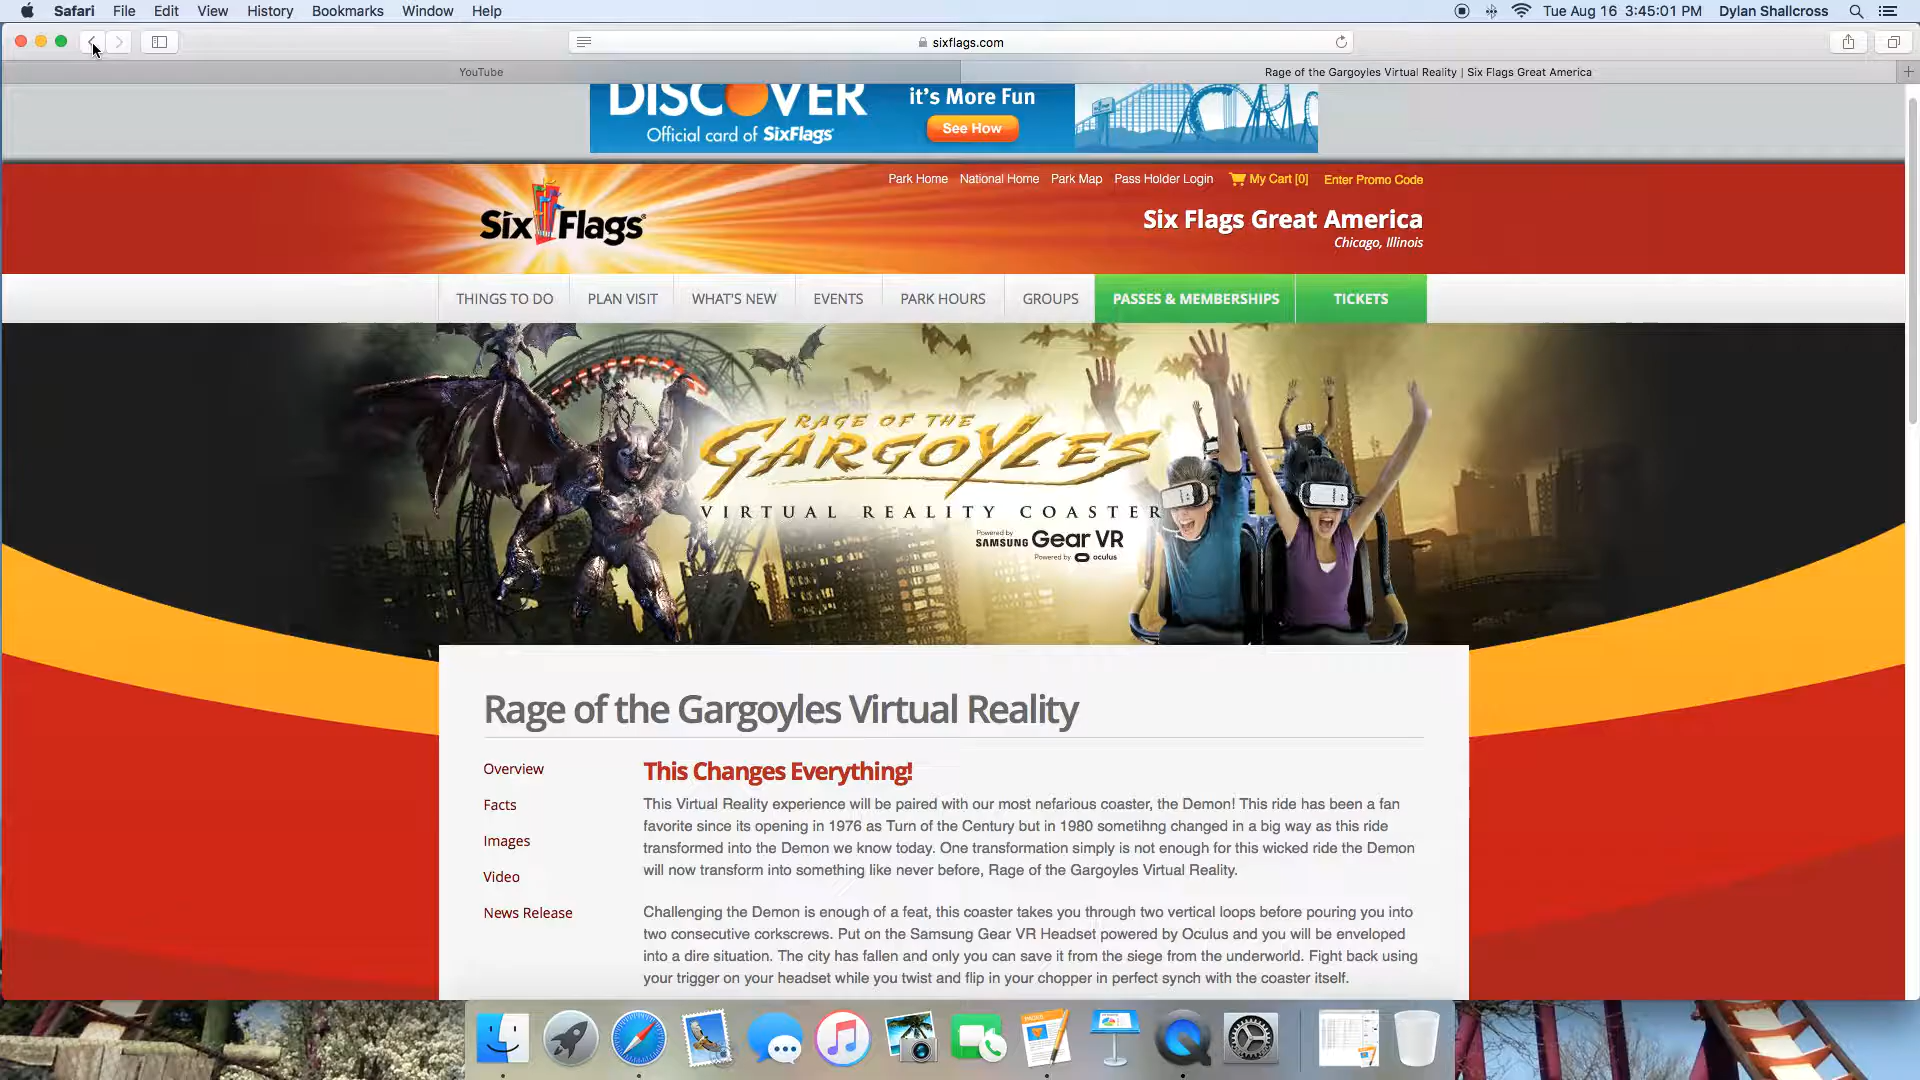 Safari File Edit View History Bookmarks Window Help Tue Aug 16 3:45:01 PM Dylan Shallcross
sixflags.com
YouTube Rage of the Gargoyles Virtual Reality | Six Flags Great America
DISCOVER it's More Fun
Official card of SixFlags See How
Park Home National Home Park Map Pass Holder Login My Cart [0] Enter Promo Code
Six Flags
Six Flags Great America
Chicago, Illinois
THINGS TO DO PLAN VISIT WHAT'S NEW EVENTS PARK HOURS GROUPS PASSES & MEMBERSHIPS TICKETS
RAGE OF THE
GARGOYLES
VIRTUAL REALITY COASTER
Powered by
SAMSUNG Gear VR
Powered by oculus
Rage of the Gargoyles Virtual Reality
Overview
Facts
Images
Video
News Release
This Changes Everything!
This Virtual Reality experience will be paired with our most nefarious coaster, the Demon! This ride has been a fan
favorite since its opening in 1976 as Turn of the Century but in 1980 sometihng changed in a big way as this ride
transformed into the Demon we know today. One transformation simply is not enough for this wicked ride the Demon
will now transform into something like never before, Rage of the Gargoyles Virtual Reality.
Challenging the Demon is enough of a feat, this coaster takes you through two vertical loops before pouring you into
two consecutive corkscrews. Put on the Samsung Gear VR Headset powered by Oculus and you will be enveloped
into a dire situation. The city has fallen and only you can save it from the siege from the underworld. Fight back using
your trigger on your headset while you twist and flip in your chopper in perfect synch with the coaster itself.